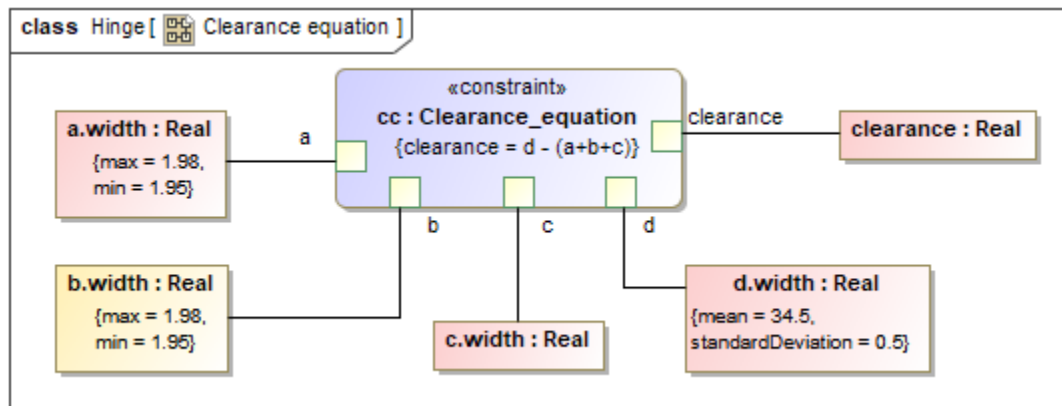 class Hinge [ Clearance equation ]
«constraint»
cc : Clearance_equation
{clearance = d - (a+b+c)}
a.width : Real
{max = 1.98,
min = 1.95}
a
clearance
clearance : Real
b
c
d
b.width : Real
{max = 1.98,
min = 1.95}
c.width : Real
d.width : Real
{mean = 34.5,
standardDeviation = 0.5}